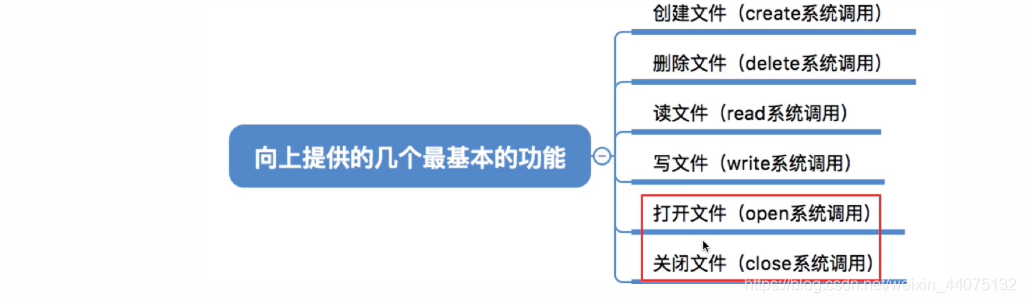 创建文件（create系统调用）
删除文件（delete系统调用）
读文件（read系统调用）
向上提供的几个最基本的功能
写文件（write系统调用）
打开文件（open系统调用）
关闭文件（close系统调用）
https://blog.csdn.net/weixin_44075132